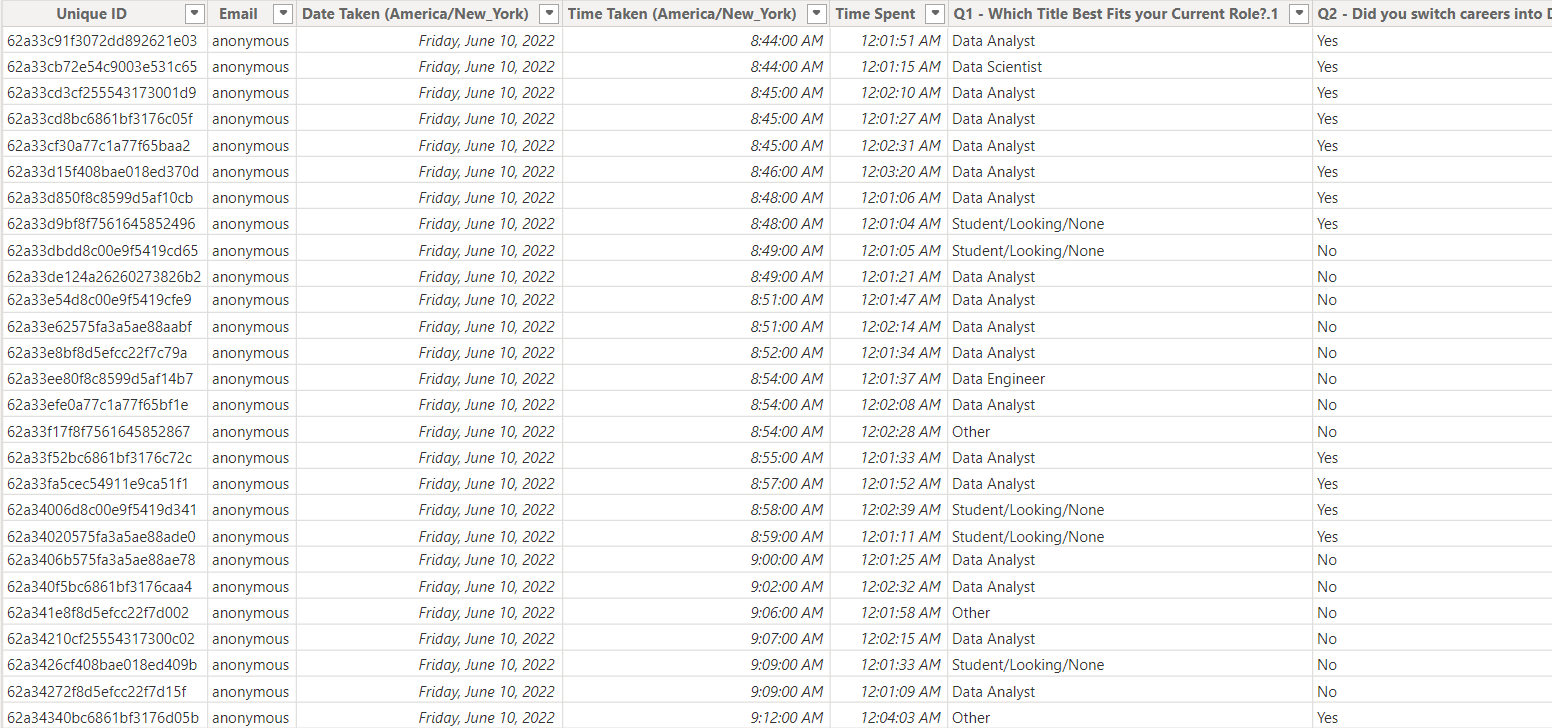 Unique ID Email Date Taken (America/New_York) Time Taken (America/New_York) Time Spent Q1 - Which Title Best Fits your Current Role?.1 Q2 - Did you switch careers into D
62a33c91f3072dd892621e03 anonymous Friday, June 10, 2022 8:44:00 AM 12:01:51 AM Data Analyst Yes
62a33cb72e54c9003e531c65 anonymous Friday, June 10, 2022 8:44:00 AM 12:01:15 AM Data Scientist Yes
62a33cd3cf255543173001d9 anonymous Friday, June 10, 2022 8:45:00 AM 12:02:10 AM Data Analyst Yes
62a33cd8bc6861bf3176c05f anonymous Friday, June 10, 2022 8:45:00 AM 12:01:27 AM Data Analyst Yes
62a33cf30a77c1a77f65baa2 anonymous Friday, June 10, 2022 8:45:00 AM 12:02:31 AM Data Analyst Yes
62a33d15f408bae018ed370d anonymous Friday, June 10, 2022 8:46:00 AM 12:03:20 AM Data Analyst Yes
62a33d850f8c8599d5af10cb anonymous Friday, June 10, 2022 8:48:00 AM 12:01:06 AM Data Analyst Yes
62a33d9bf8f7561645852496 anonymous Friday, June 10, 2022 8:48:00 AM 12:01:04 AM Student/Looking/None Yes
62a33dbdd8c00e9f5419cd65 anonymous Friday, June 10, 2022 8:49:00 AM 12:01:05 AM Student/Looking/None No
62a33de124a26260273826b2 anonymous Friday, June 10, 2022 8:49:00 AM 12:01:21 AM Data Analyst No
62a33e54d8c00e9f5419cfe9 anonymous Friday, June 10, 2022 8:51:00 AM 12:01:47 AM Data Analyst No
62a33e62575fa3a5ae88aabf anonymous Friday, June 10, 2022 8:51:00 AM 12:02:14 AM Data Analyst No
62a33e8bf8d5efcc22f7c79a anonymous Friday, June 10, 2022 8:52:00 AM 12:01:34 AM Data Analyst No
62a33ee80f8c8599d5af14b7 anonymous Friday, June 10, 2022 8:54:00 AM 12:01:37 AM Data Engineer No
62a33efe0a77c1a77f65bf1e anonymous Friday, June 10, 2022 8:54:00 AM 12:02:08 AM Data Analyst No
62a33f17f8f7561645852867 anonymous Friday, June 10, 2022 8:54:00 AM 12:02:28 AM Other No
62a33f52bc6861bf3176c72c anonymous Friday, June 10, 2022 8:55:00 AM 12:01:33 AM Data Analyst Yes
62a33fa5cec54911e9ca51f1 anonymous Friday, June 10, 2022 8:57:00 AM 12:01:52 AM Data Analyst Yes
62a34006d8c00e9f5419d341 anonymous Friday, June 10, 2022 8:58:00 AM 12:02:39 AM Student/Looking/None Yes
62a34020575fa3a5ae88ade0 anonymous Friday, June 10, 2022 8:59:00 AM 12:01:11 AM Student/Looking/None Yes
62a3406b575fa3a5ae88ae78 anonymous Friday, June 10, 2022 9:00:00 AM 12:01:25 AM Data Analyst No
62a340f5bc6861bf3176caa4 anonymous Friday, June 10, 2022 9:02:00 AM 12:02:32 AM Data Analyst No
62a341e8f8d5efcc22f7d002 anonymous Friday, June 10, 2022 9:06:00 AM 12:01:58 AM Other No
62a34210cf25554317300c02 anonymous Friday, June 10, 2022 9:07:00 AM 12:02:15 AM Data Analyst No
62a3426cf408bae018ed409b anonymous Friday, June 10, 2022 9:09:00 AM 12:01:33 AM Student/Looking/None No
62a34272f8d5efcc22f7d15f anonymous Friday, June 10, 2022 9:09:00 AM 12:01:09 AM Data Analyst No
62a34340bc6861bf3176d05b anonymous Friday, June 10, 2022 9:12:00 AM 12:04:03 AM Other Yes